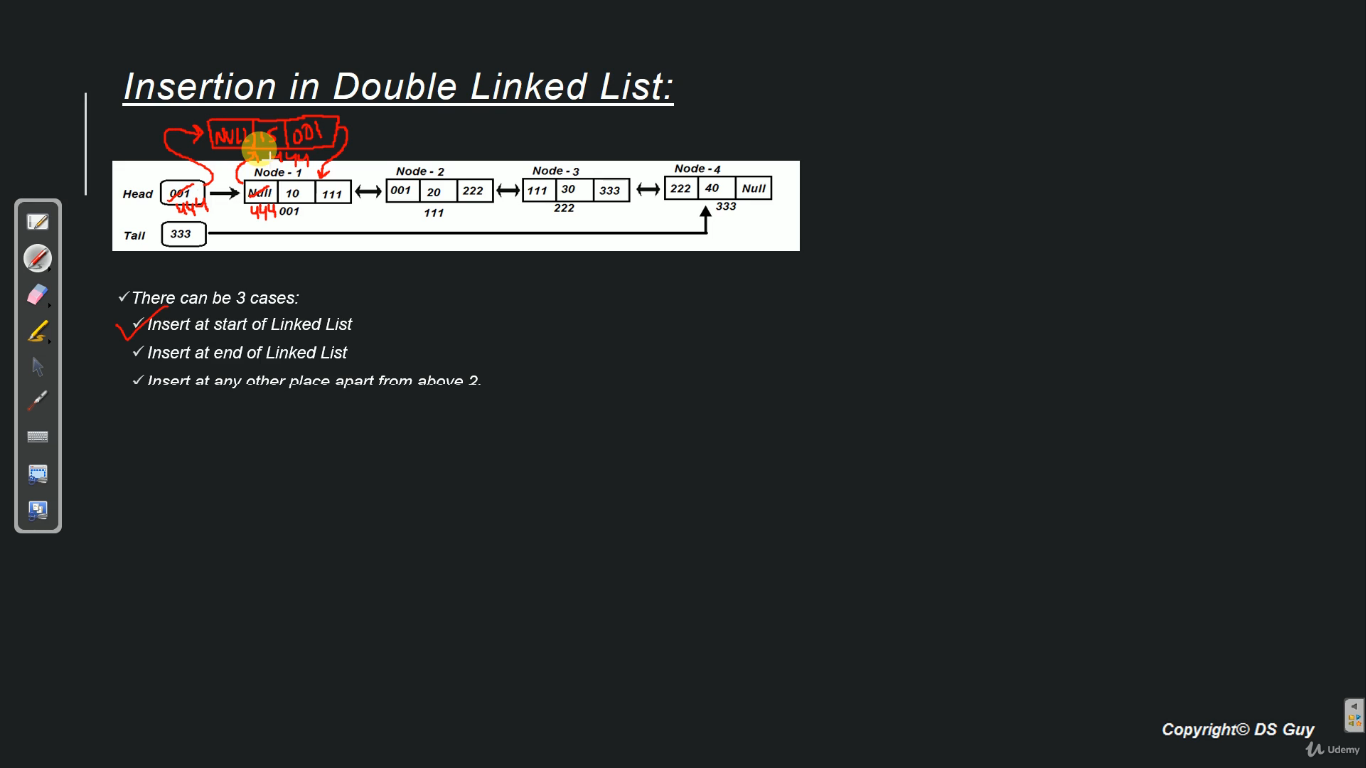 Insertion in Double Linked List:
NULL 15 001
444
Node - 1 Node - 2 Node - 3 Node - 4
Head 001 Null 10 111 001 20 222 111 30 333 222 40 Null
444 444 001 111 222 333
Tail 333
✓There can be 3 cases:
✓Insert at start of Linked List
✓Insert at end of Linked List
✓Insert at any other place apart from above 2.
Copyright© DS Guy
Udemy